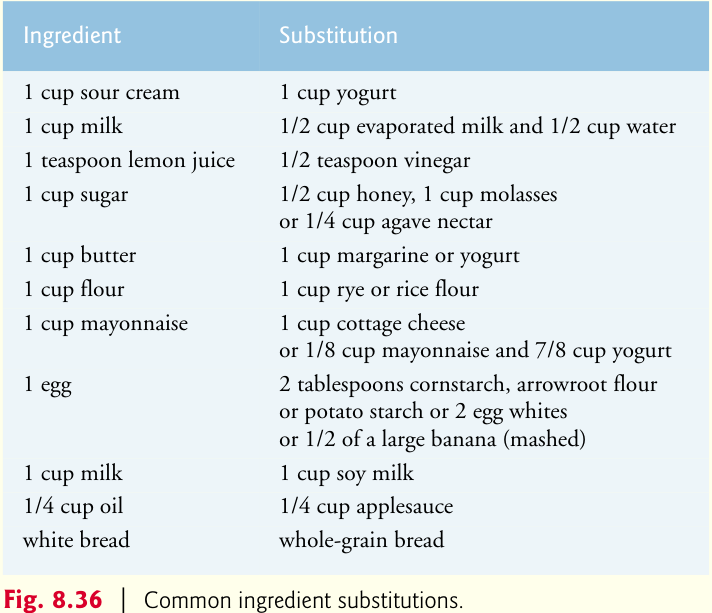 Ingredient Substitution
1 cup sour cream 1 cup yogurt
1 cup milk 1/2 cup evaporated milk and 1/2 cup water
1 teaspoon lemon juice 1/2 teaspoon vinegar
1 cup sugar 1/2 cup honey, 1 cup molasses
or 1/4 cup agave nectar
1 cup butter 1 cup margarine or yogurt
1 cup flour 1 cup rye or rice flour
1 cup mayonnaise 1 cup cottage cheese
or 1/8 cup mayonnaise and 7/8 cup yogurt
1 egg 2 tablespoons cornstarch, arrowroot flour
or potato starch or 2 egg whites
or 1/2 of a large banana (mashed)
1 cup milk 1 cup soy milk
1/4 cup oil 1/4 cup applesauce
white bread whole-grain bread
Fig. 8.36 | Common ingredient substitutions.